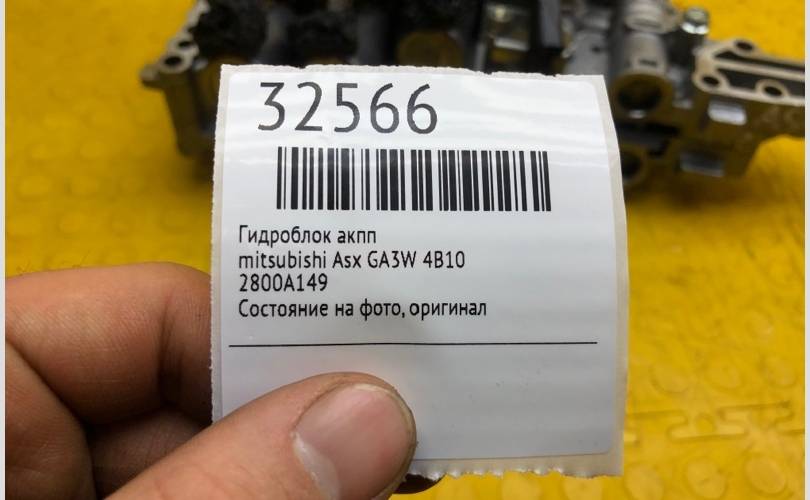 32566
Гидроблок акпп
mitsubishi Asx GA3W 4B10
2800A149
Состояние на фото, оригинал